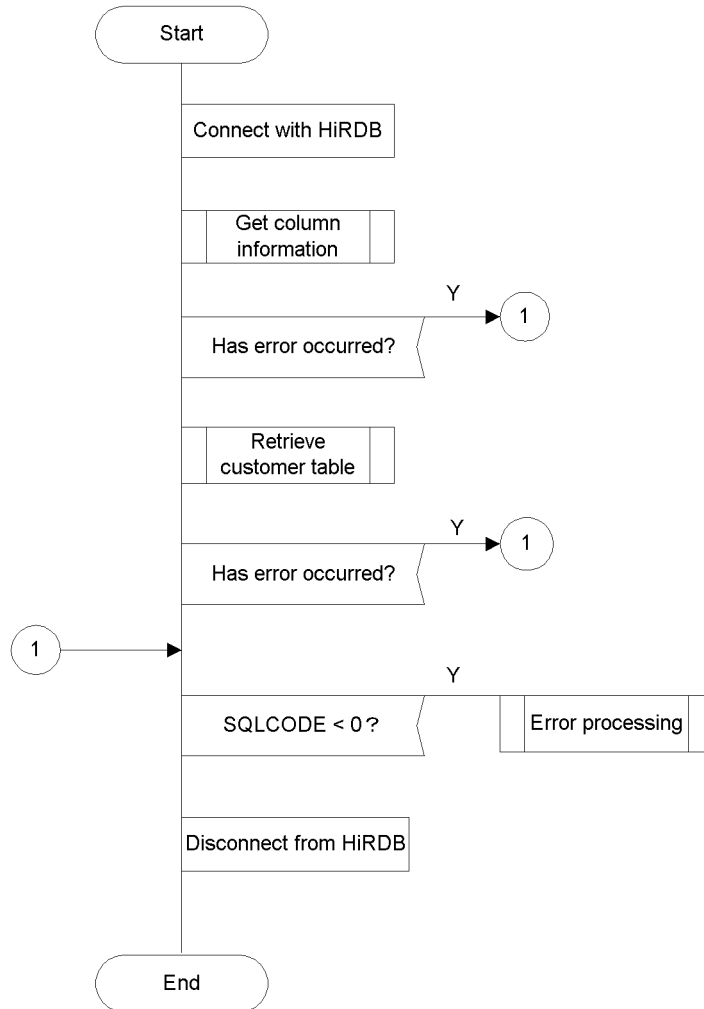 Start
Connect with HiRDB
Get column
information
Y
1
Has error occurred?
Retrieve
customer table
Y
1
Has error occurred?
1
Y
SQLCODE < 0?
Error processing
Disconnect from HiRDB
End